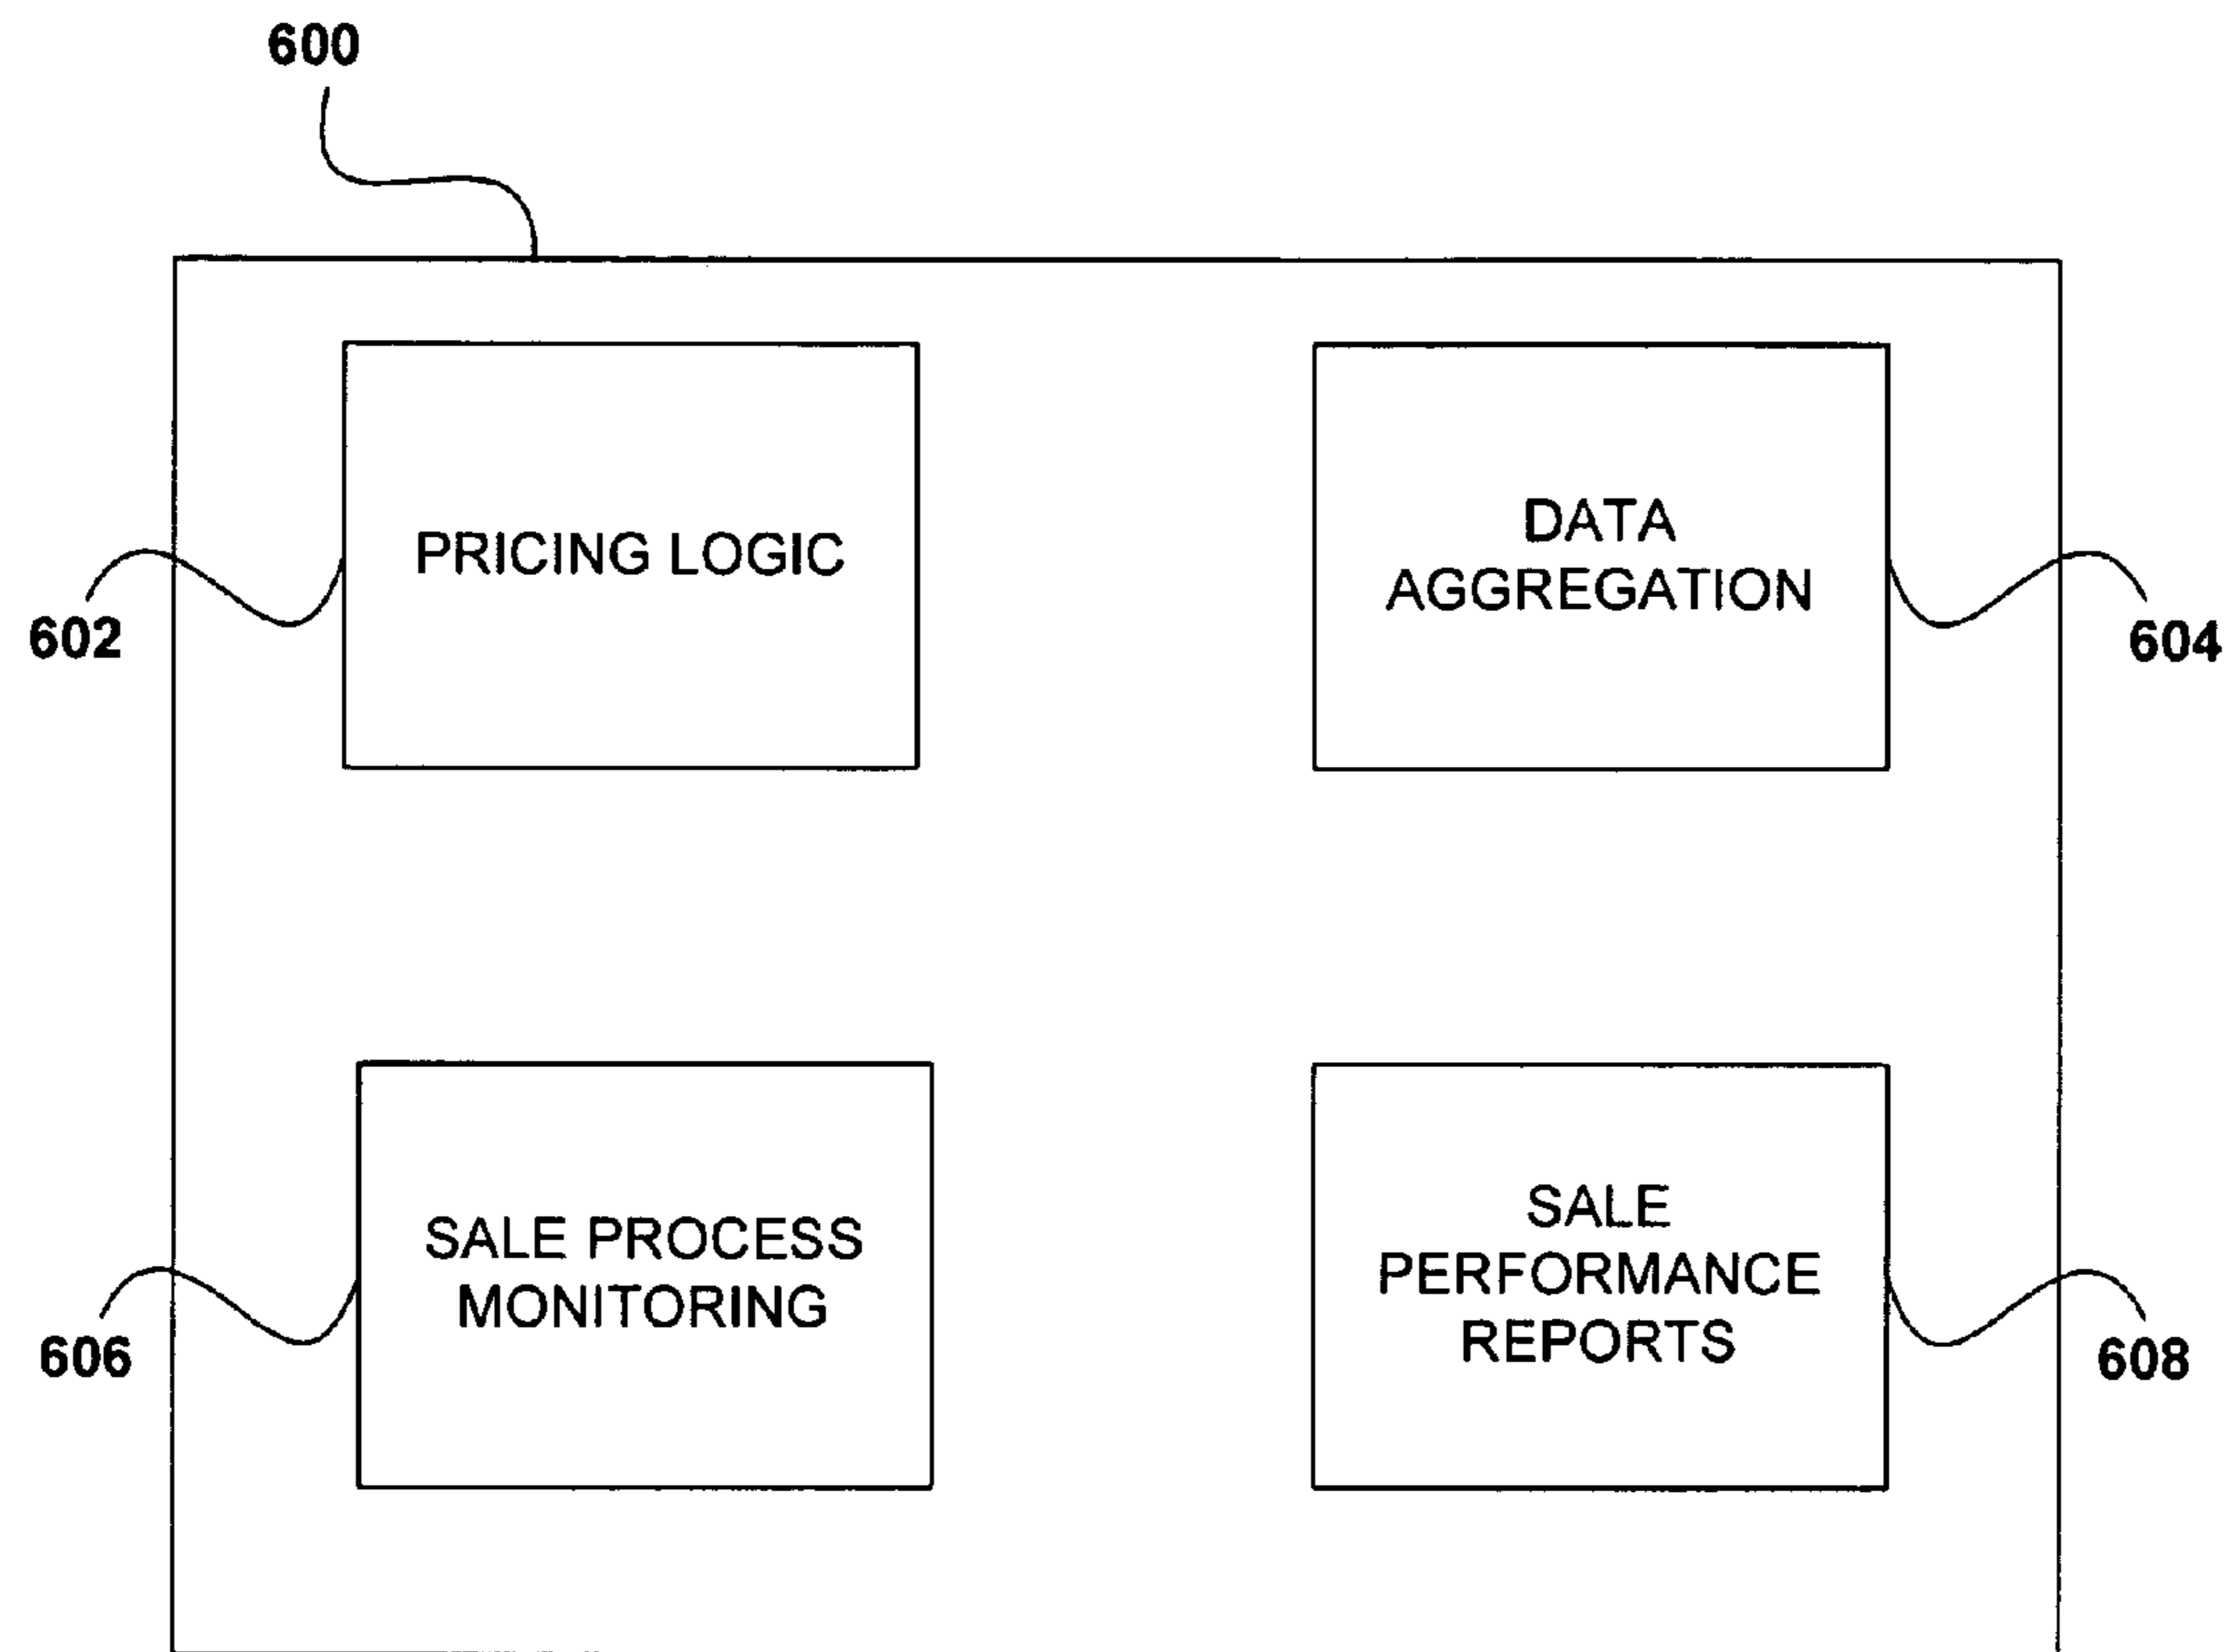 600
PRICING LOGIC
DATA
AGGREGATION
602
604
SALE PROCESS
MONITORING
SALE
PERFORMANCE
REPORTS
606
608